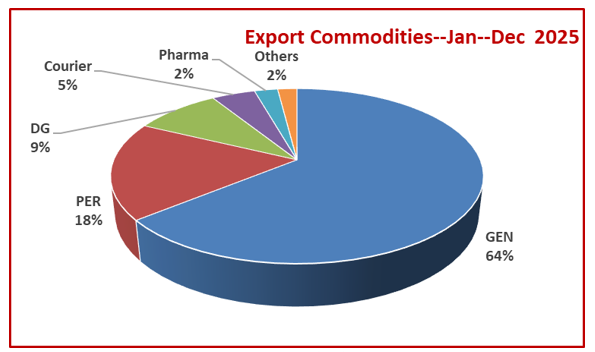 Export Commodities--Jan--Dec  2025
Pharma
2%
Others
2%
Courier
5%
DG
9%
PER
18%
GEN
64%